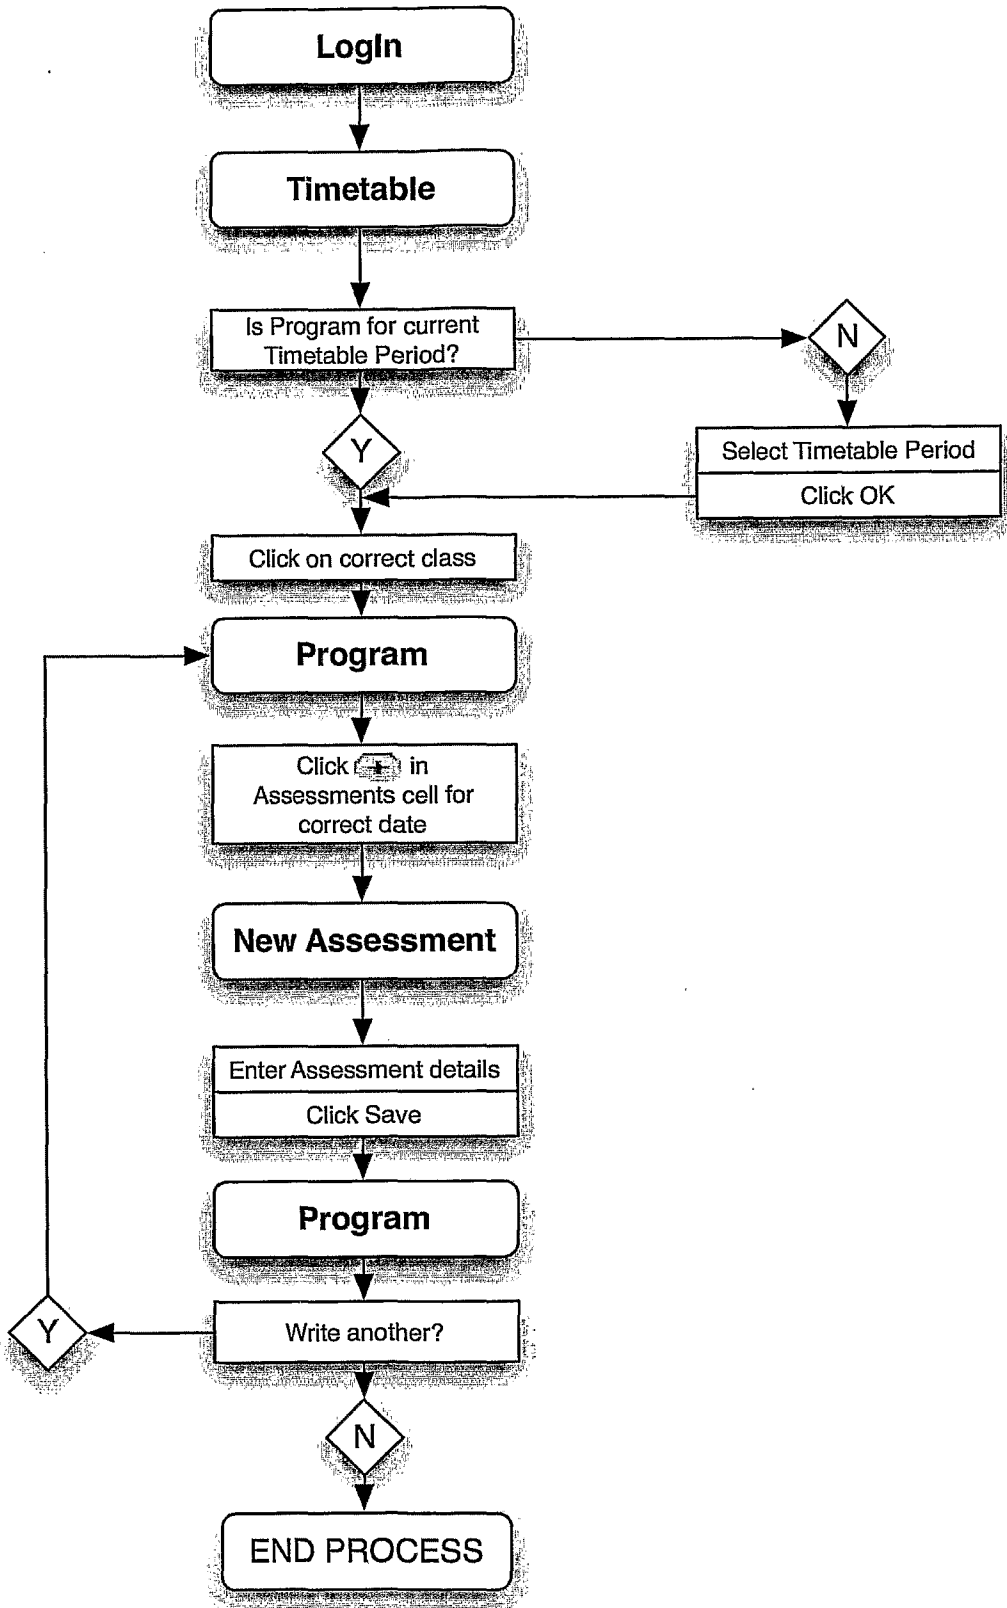 LogIn
Timetable
Is Program for current
Timetable Period?
N
Y
Select Timetable Period
Click OK
Click on correct class
Program
Click + in
Assessments cell for
correct date
New Assessment
Enter Assessment details
Click Save
Program
Write another?
Y
N
END PROCESS